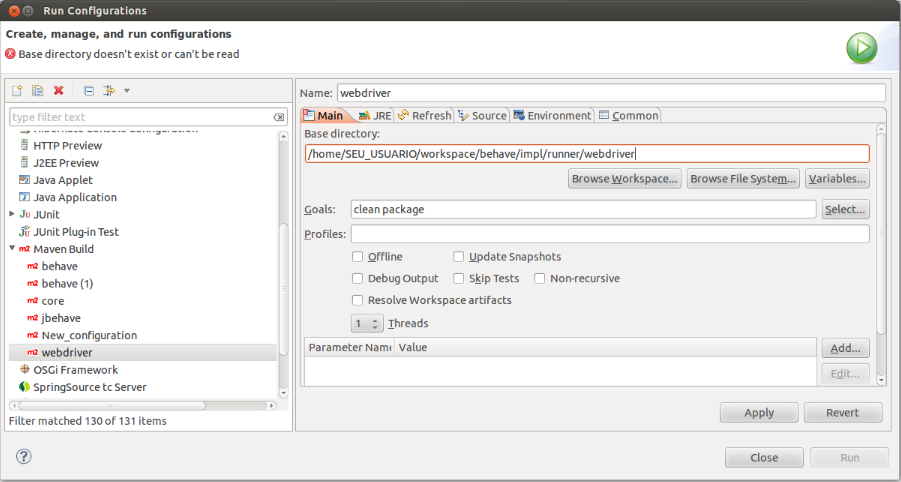 Run Configurations
Create, manage, and run configurations
Base directory doesn't exist or can't be read
type filter text
Hibernate Console Configuration
HTTP Preview
J2EE Preview
Java Applet
Java Application
JUnit
JUnit Plug-in Test
Maven Build
behave
behave (1)
core
jbehave
New_configuration
webdriver
OSGi Framework
SpringSource tc Server
Filter matched 130 of 131 items
Name: webdriver
Main JRE Refresh Source Environment Common
Base directory:
/home/SEU_USUARIO/workspace/behave/impl/runner/webdriver
Browse Workspace... Browse File System... Variables...
Goals: clean package Select...
Profiles:
Offline Update Snapshots
Debug Output Skip Tests Non-recursive
Resolve Workspace artifacts
1 Threads
Parameter Name Value
Add...
Edit...
Apply Revert
Close Run